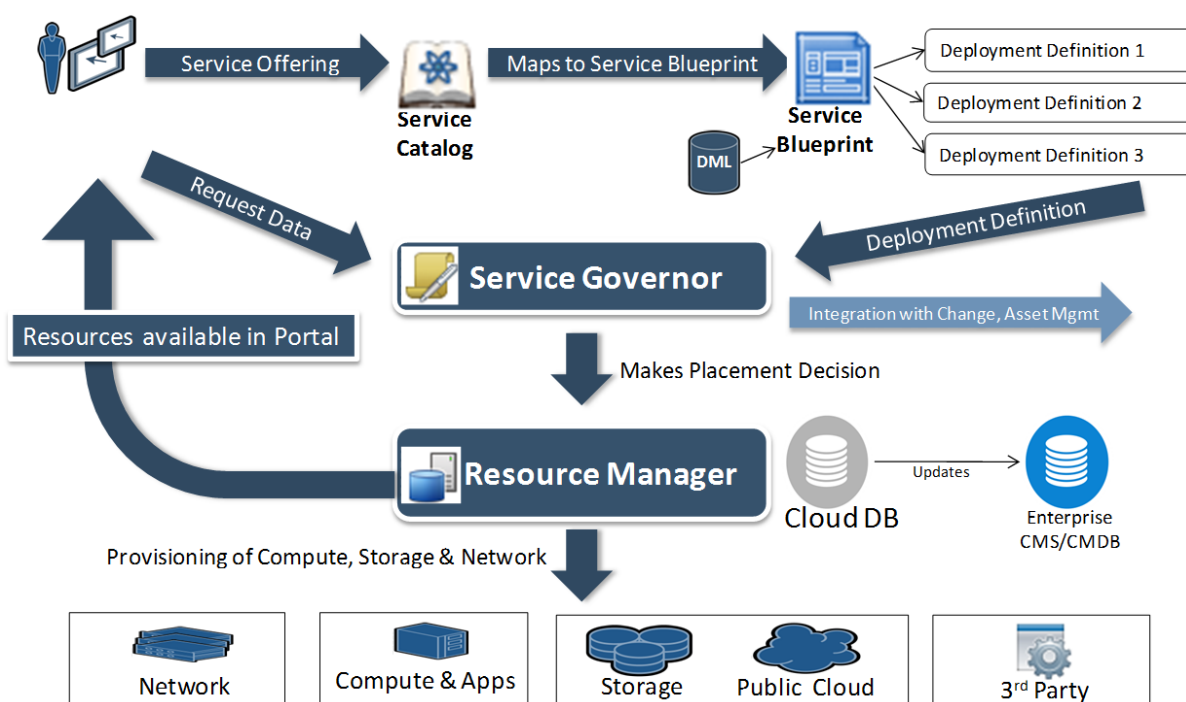 Service Offering
Maps to Service Blueprint
Service
Catalog
Service
Blueprint
DML
Deployment Definition 1
Deployment Definition 2
Deployment Definition 3
Request Data
Deployment Definition
Service Governor
Integration with Change, Asset Mgmt
Resources available in Portal
Makes Placement Decision
Resource Manager
Cloud DB
Updates
Enterprise
CMS/CMDB
Provisioning of Compute, Storage & Network
Network
Compute & Apps
Storage
Public Cloud
3rd Party